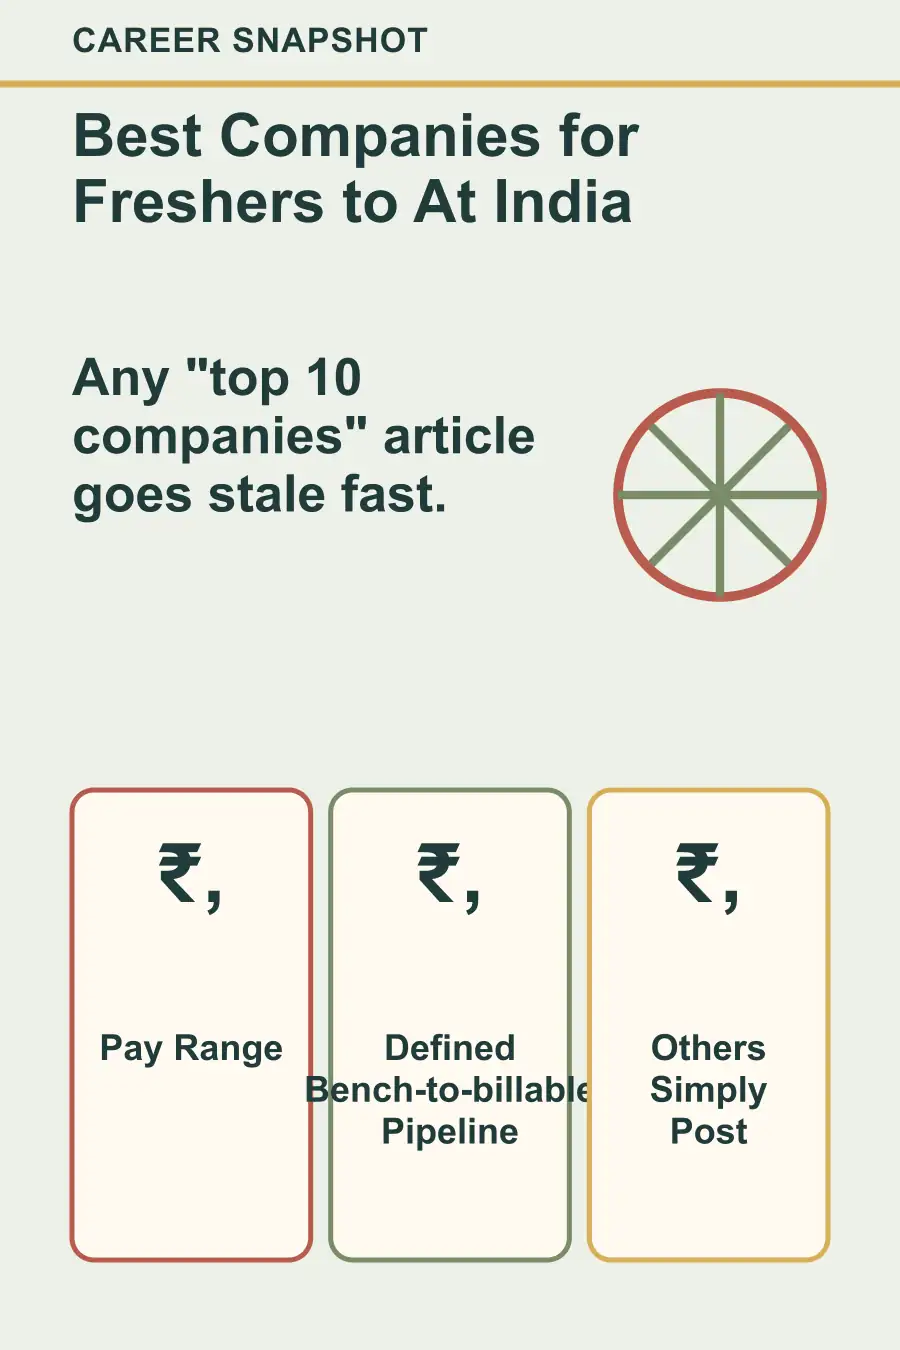 CAREER SNAPSHOT
Best Companies for
Freshers to At India
Any "top 10
companies" article
goes stale fast.
₹,
Pay Range
₹,
Defined
Bench-to-billable
Pipeline
₹,
Others
Simply
Post